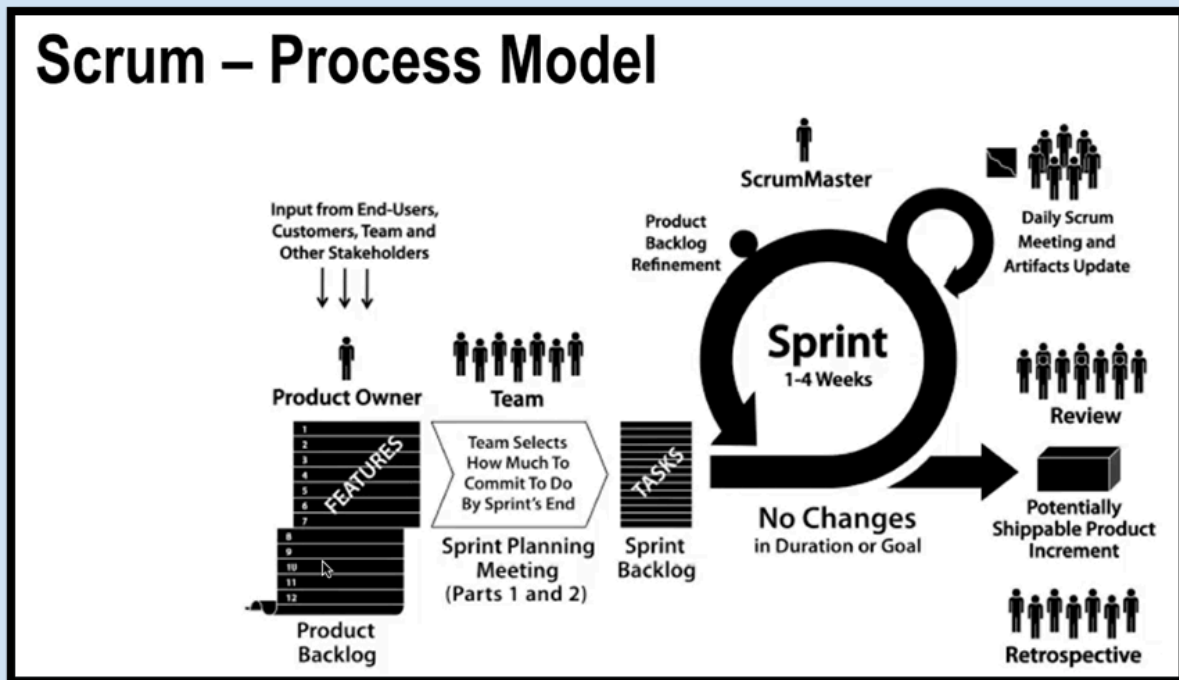 Scrum – Process Model
Input from End-Users,
Customers, Team and
Other Stakeholders
Product Owner
1
2
3
4
5
6
7
FEATURES
8
9
10
11
12
Product
Backlog
Team
Team Selects
How Much To
Commit To Do
By Sprint's End
Sprint Planning
Meeting
(Parts 1 and 2)
TASKS
Sprint
Backlog
ScrumMaster
Product
Backlog
Refinement
Sprint
1-4 Weeks
No Changes
in Duration or Goal
Daily Scrum
Meeting and
Artifacts Update
Review
Potentially
Shippable Product
Increment
Retrospective